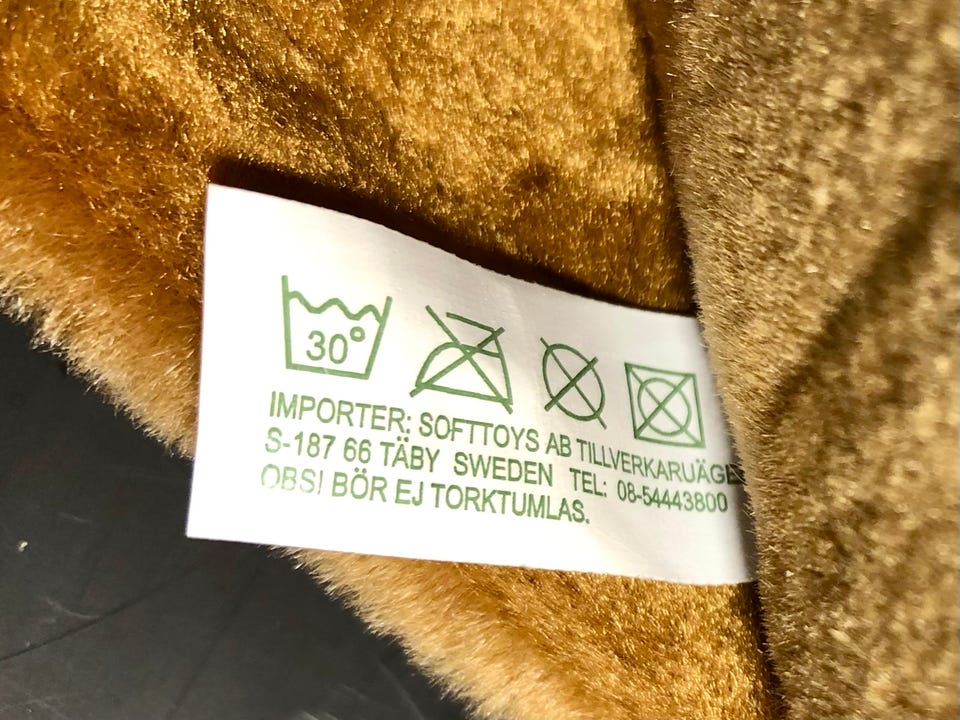 30°
IMPORTER: SOFTTOYS AB TILLVERKARUÄGE
S-187 66 TÄBY SWEDEN TEL: 08-54443800
OBS! BÖR EJ TORKTUMLAS.